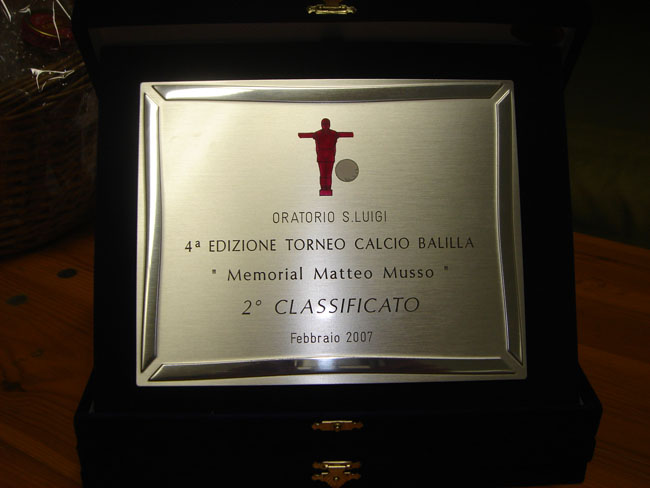 ORATORIO S.LUIGI
4ª EDIZIONE TORNEO CALCIO BALILLA
" Memorial Matteo Musso "
2° CLASSIFICATO
Febbraio 2007